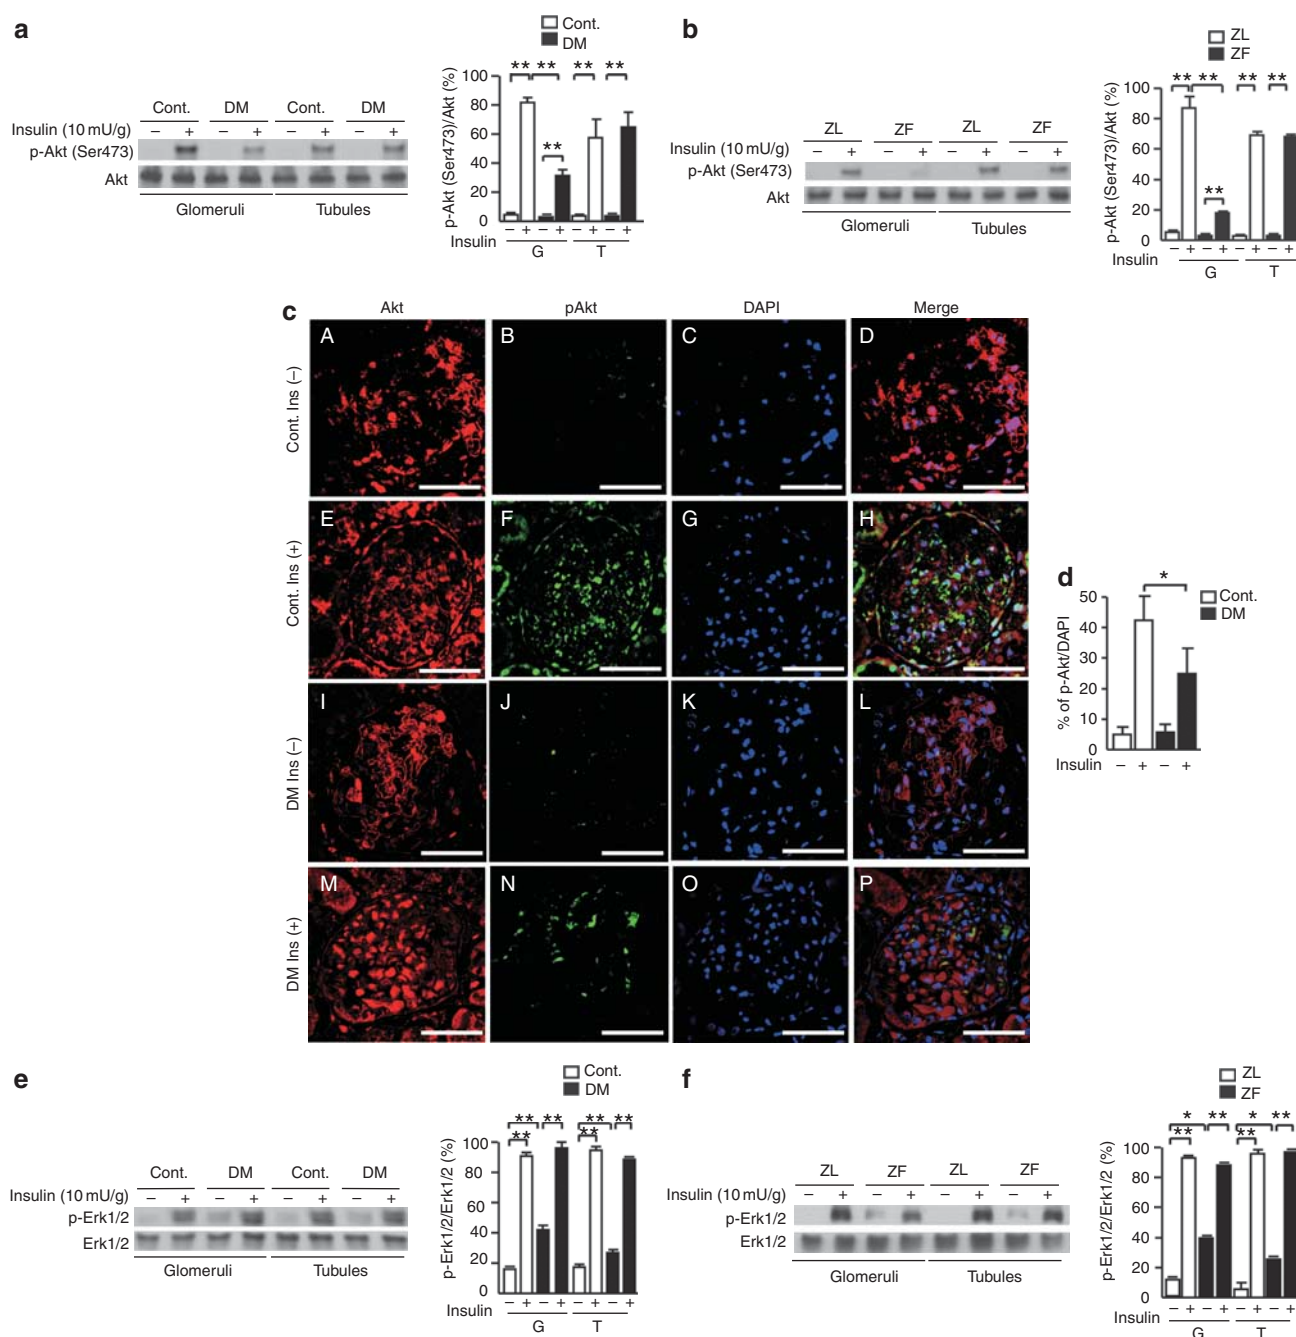 a
Cont.
DM
Cont. DM Cont. DM
Insulin (10 mU/g) – + – + – + – +
p-Akt (Ser473)
Akt
Glomeruli Tubules
p-Akt (Ser473)/Akt (%)
100
80
60
40
20
0
** ** ** **
**
Insulin – + – + – + – +
G T
b
ZL
ZF
ZL ZF ZL ZF
Insulin (10 mU/g) – + – + – + – +
p-Akt (Ser473)
Akt
Glomeruli Tubules
p-Akt (Ser473)/Akt (%)
100
80
60
40
20
0
** ** ** **
**
Insulin – + – + – + – +
G T
c
Akt pAkt DAPI Merge
Cont. Ins (–)
A B C D
Cont. Ins (+)
E F G H
DM Ins (–)
I J K L
DM Ins (+)
M N O P
d
Cont.
DM
% of p-Akt/DAPI
50
40
30
20
10
0
*
Insulin – + – +
e
Cont.
DM
Cont. DM Cont. DM
Insulin (10 mU/g) – + – + – + – +
p-Erk1/2
Erk1/2
Glomeruli Tubules
p-Erk1/2/Erk1/2 (%)
100
80
60
40
20
0
** ** ** **
** **
Insulin – + – + – + – +
G T
f
ZL
ZF
ZL ZF ZL ZF
Insulin (10 mU/g) – + – + – + – +
p-Erk1/2
Erk1/2
Glomeruli Tubules
p-Erk1/2/Erk1/2 (%)
100
80
60
40
20
0
* ** * **
** **
Insulin – + – + – + – +
G T